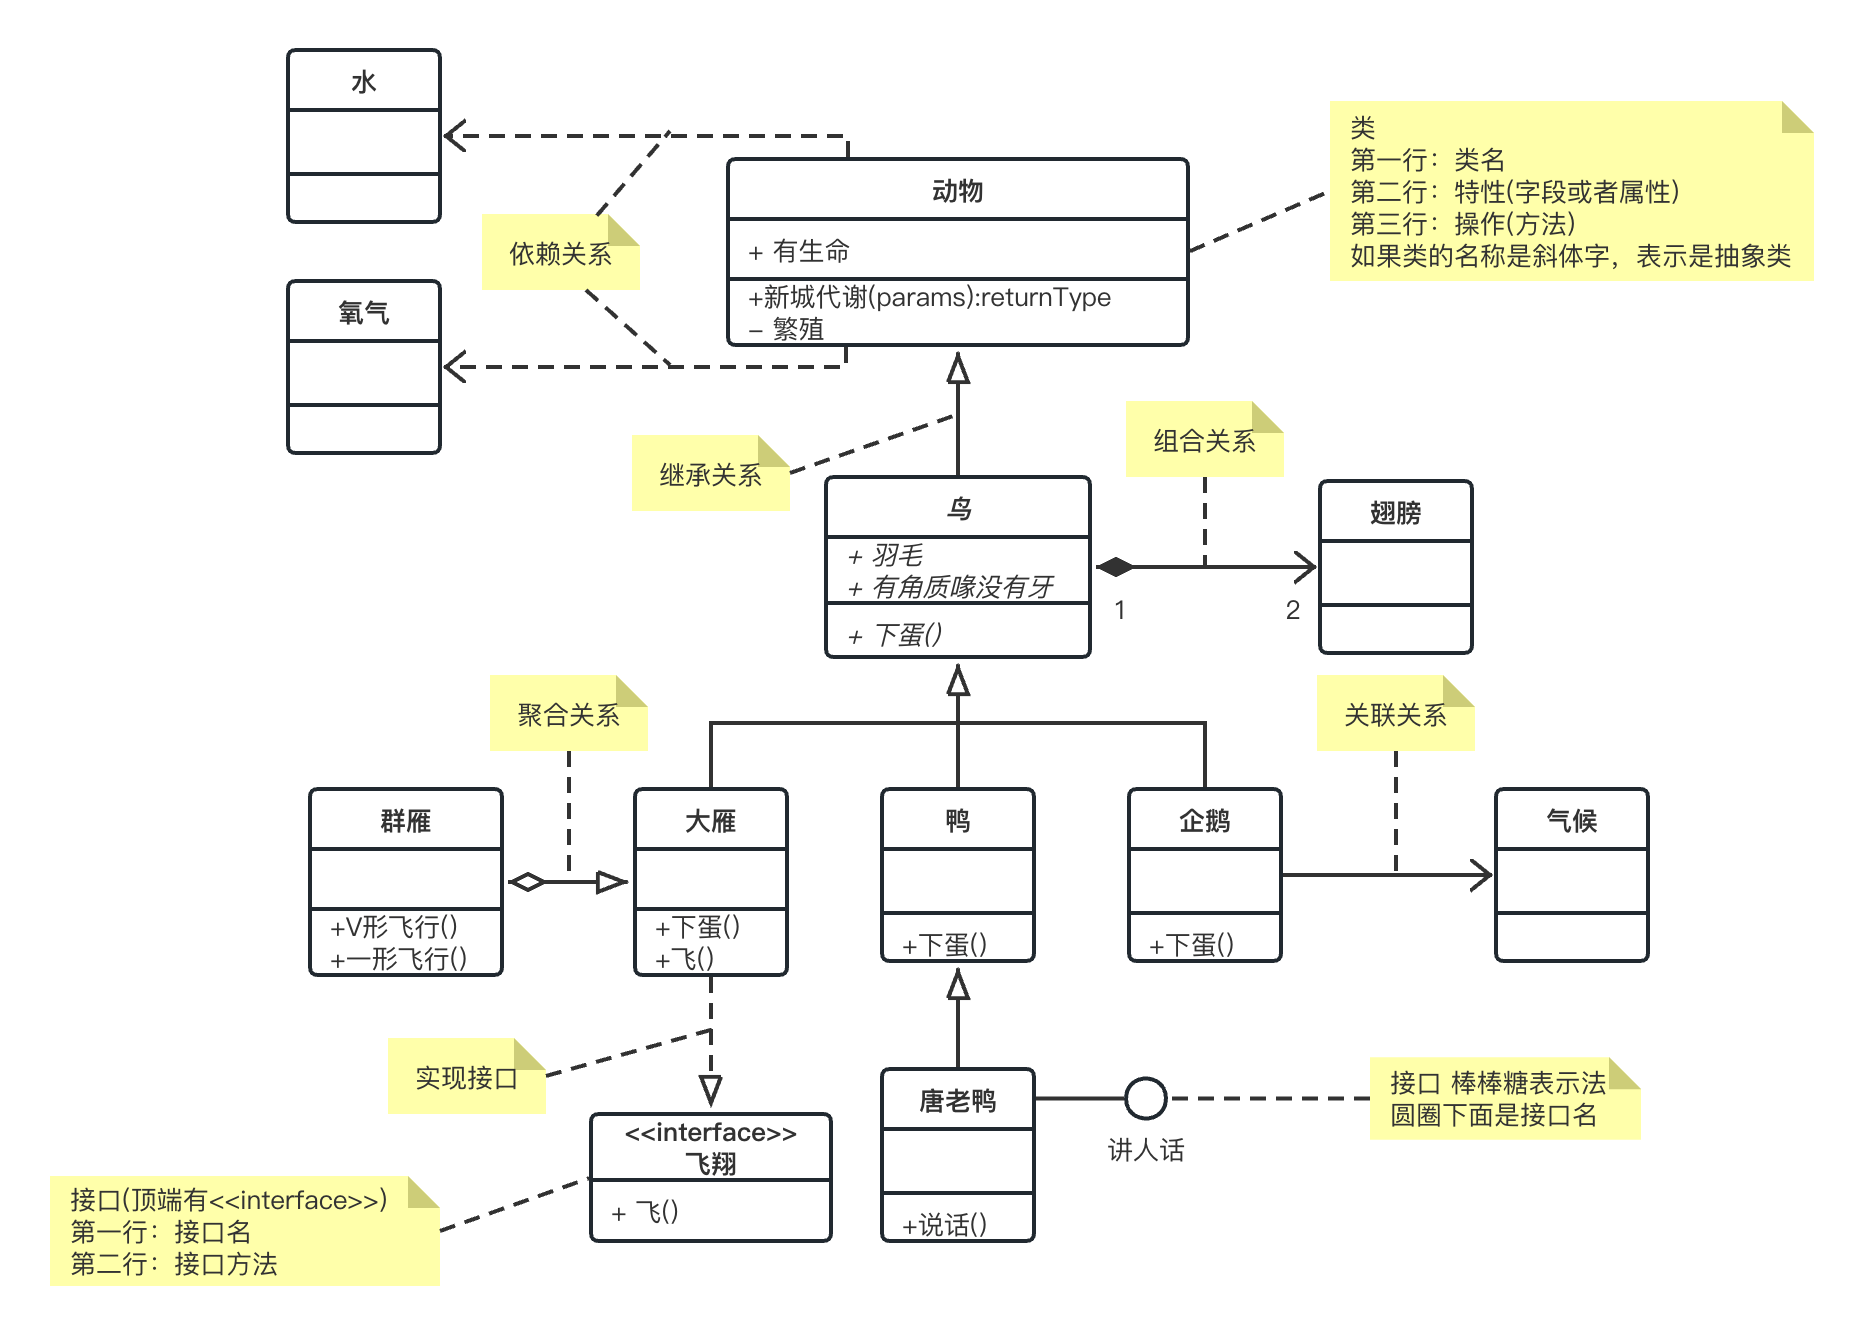 水
类
第一行：类名
第二行：特性(字段或者属性)
第三行：操作(方法)
如果类的名称是斜体字，表示是抽象类
动物
+ 有生命
+新城代谢(params):returnType
− 繁殖
依赖关系
氧气
继承关系
组合关系
鸟
+ 羽毛
+ 有角质喙没有牙
+ 下蛋()
1
2
翅膀
聚合关系
关联关系
群雁
+V形飞行()
+一形飞行()
大雁
+下蛋()
+飞()
鸭
+下蛋()
企鹅
+下蛋()
气候
实现接口
<<interface>>
飞翔
+ 飞()
唐老鸭
+说话()
讲人话
接口 棒棒糖表示法
圆圈下面是接口名
接口(顶端有<<interface>>)
第一行：接口名
第二行：接口方法